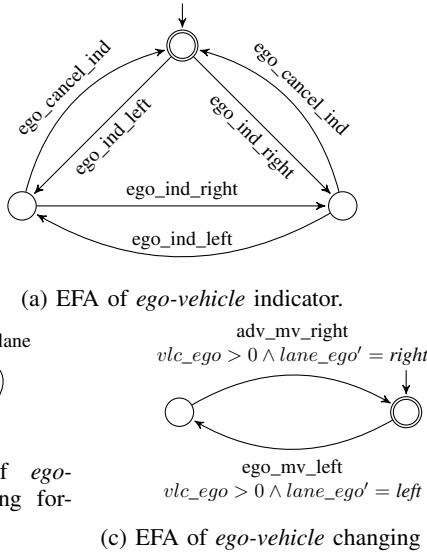 ego_cancel_ind
ego_ind_left
ego_ind_right
ego_cancel_ind
ego_ind_right
ego_ind_left
(a) EFA of ego-vehicle indicator.
lane
adv_mv_right
vlc_ego > 0 ∧ lane_ego′ = right
ego_mv_left
vlc_ego > 0 ∧ lane_ego′ = left
f ego-
ng for-
(c) EFA of ego-vehicle changing